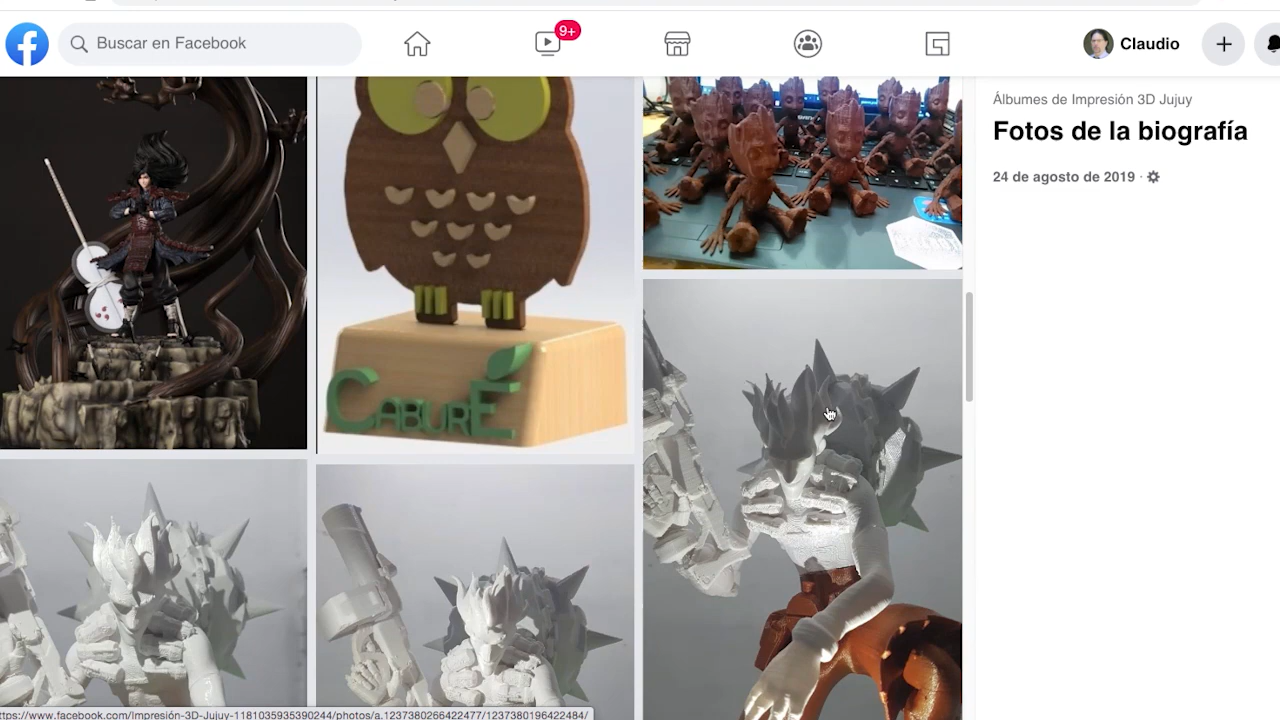 Buscar en Facebook
9+
Claudio
Álbumes de Impresión 3D Jujuy
Fotos de la biografía
24 de agosto de 2019 ·
CABURÉ
ttps://www.facebook.com/Impresión-3D-Jujuy-1181035935390244/photos/a.1237380266422477/1237380196422484/